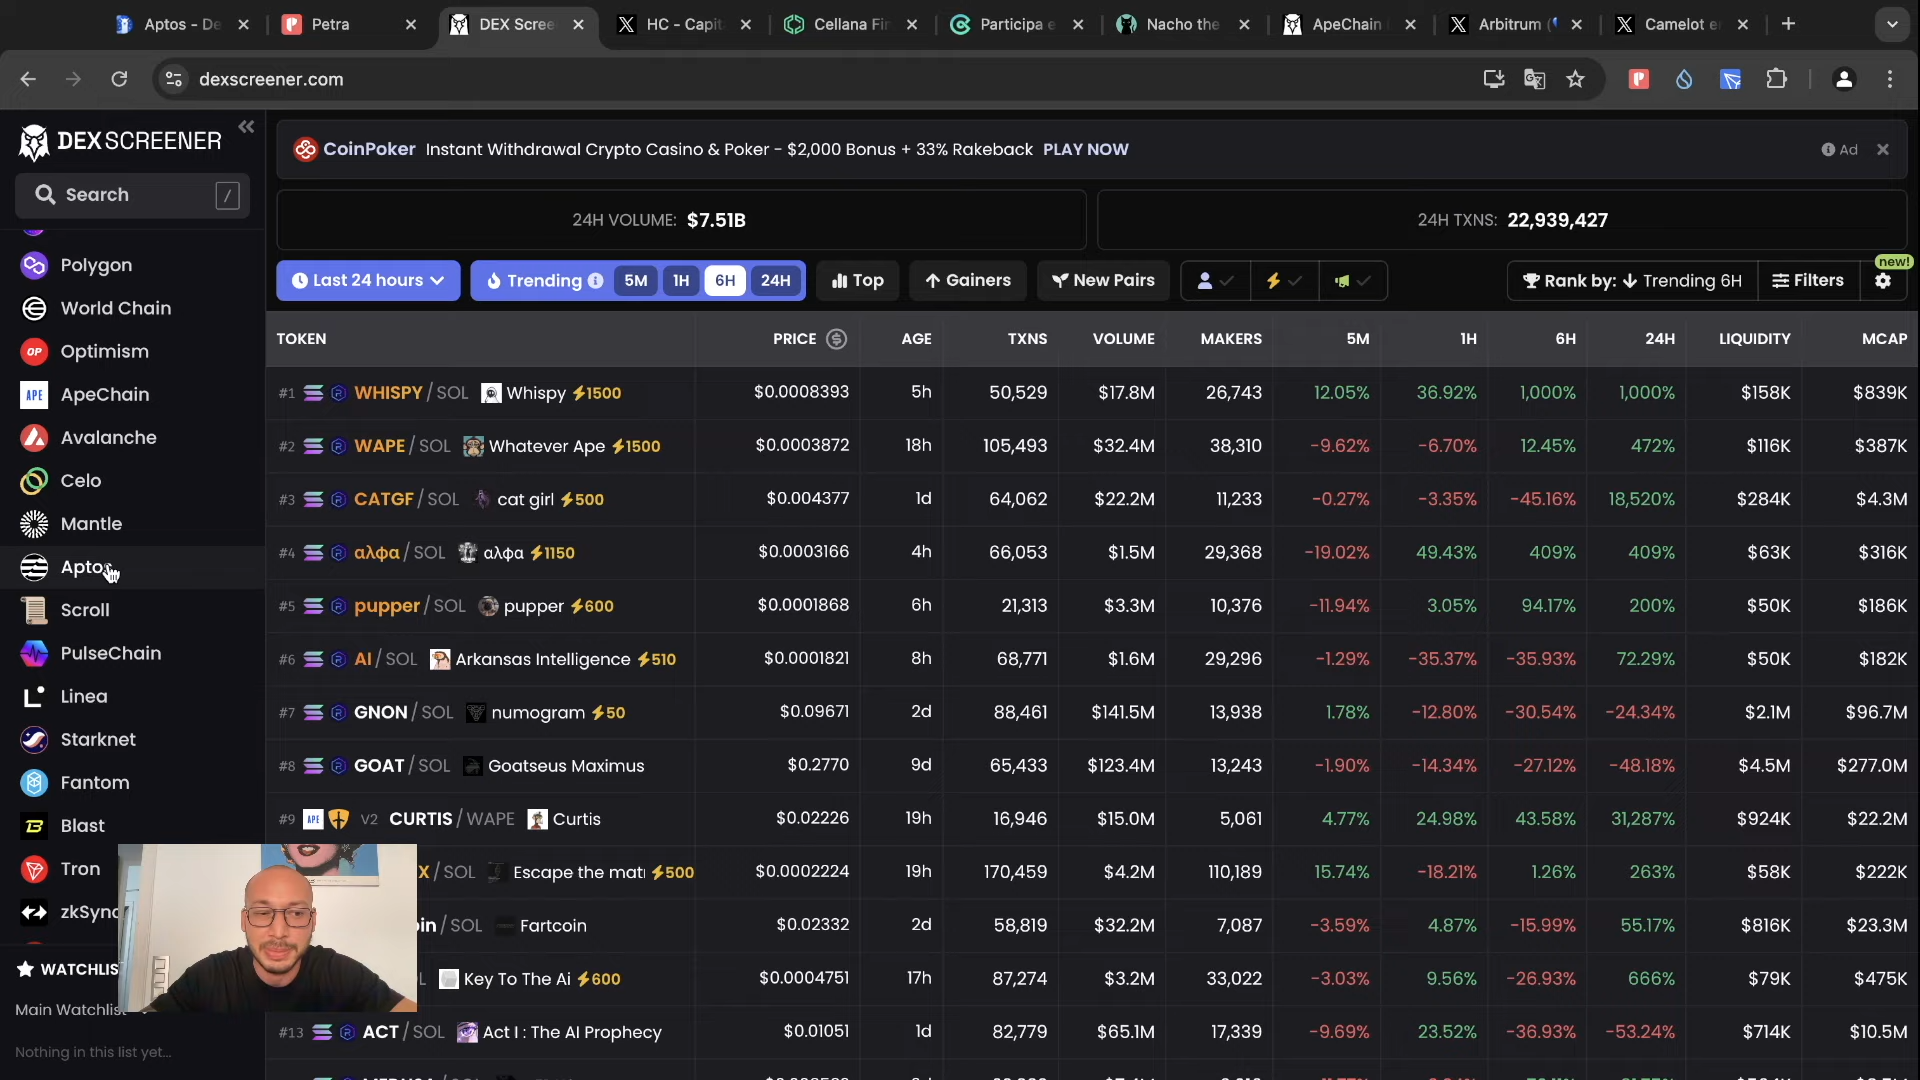 Aptos - De
Petra
DEX Scree
HC - Capit
Cellana Fin
Participa e
Nacho the
ApeChain
Arbitrum (
Camelot e
dexscreener.com
DEX SCREENER
Search /
Polygon
World Chain
Optimism
ApeChain
Avalanche
Celo
Mantle
Aptos
Scroll
PulseChain
Linea
Starknet
Fantom
Blast
Tron
zkSync
WATCHLIS
Main Watchlist
Nothing in this list yet...
CoinPoker Instant Withdrawal Crypto Casino & Poker - $2,000 Bonus + 33% Rakeback PLAY NOW Ad
24H VOLUME: $7.51B
24H TXNS: 22,939,427
Last 24 hours Trending 5M 1H 6H 24H Top Gainers New Pairs Rank by: Trending 6H Filters new!
TOKEN PRICE AGE TXNS VOLUME MAKERS 5M 1H 6H 24H LIQUIDITY MCAP
#1 WHISPY / SOL Whispy 1500 $0.0008393 5h 50,529 $17.8M 26,743 12.05% 36.92% 1,000% 1,000% $158K $839K
#2 WAPE / SOL Whatever Ape 1500 $0.0003872 18h 105,493 $32.4M 38,310 -9.62% -6.70% 12.45% 472% $116K $387K
#3 CATGF / SOL cat girl 500 $0.004377 1d 64,062 $22.2M 11,233 -0.27% -3.35% -45.16% 18,520% $284K $4.3M
#4 αλφα / SOL αλφα 1150 $0.0003166 4h 66,053 $1.5M 29,368 -19.02% 49.43% 409% 409% $63K $316K
#5 pupper / SOL pupper 600 $0.0001868 6h 21,313 $3.3M 10,376 -11.94% 3.05% 94.17% 200% $50K $186K
#6 AI / SOL Arkansas Intelligence 510 $0.0001821 8h 68,771 $1.6M 29,296 -1.29% -35.37% -35.93% 72.29% $50K $182K
#7 GNON / SOL numogram 50 $0.09671 2d 88,461 $141.5M 13,938 1.78% -12.80% -30.54% -24.34% $2.1M $96.7M
#8 GOAT / SOL Goatseus Maximus $0.2770 9d 65,433 $123.4M 13,243 -1.90% -14.34% -27.12% -48.18% $4.5M $277.0M
#9 APE V2 CURTIS / WAPE Curtis $0.02226 19h 16,946 $15.0M 5,061 4.77% 24.98% 43.58% 31,287% $924K $22.2M
X / SOL Escape the mat 500 $0.0002224 19h 170,459 $4.2M 110,189 15.74% -18.21% 1.26% 263% $58K $222K
in / SOL Fartcoin $0.02332 2d 58,819 $32.2M 7,087 -3.59% 4.87% -15.99% 55.17% $816K $23.3M
L Key To The Ai 600 $0.0004751 17h 87,274 $3.2M 33,022 -3.03% 9.56% -26.93% 666% $79K $475K
#13 ACT / SOL Act I : The AI Prophecy $0.01051 1d 82,779 $65.1M 17,339 -9.69% 23.52% -36.93% -53.24% $714K $10.5M